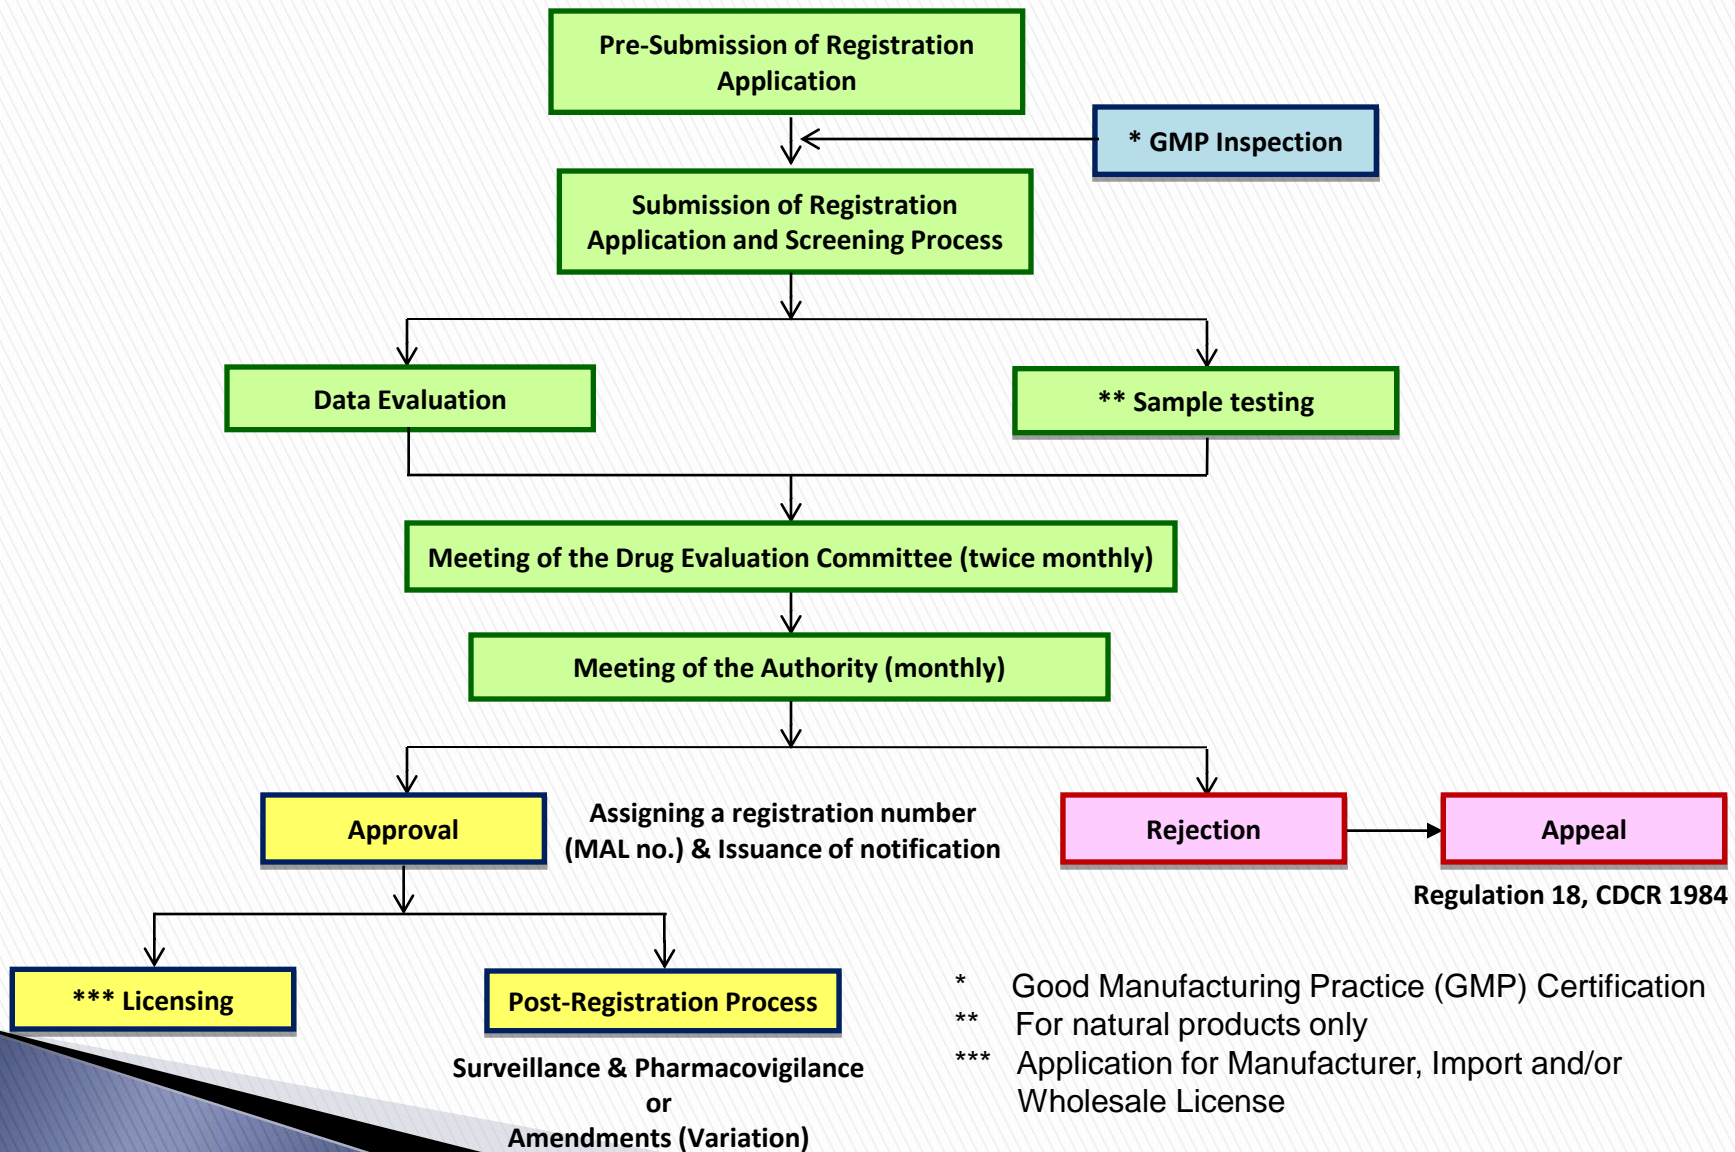 Pre-Submission of Registration
Application
* GMP Inspection
Submission of Registration
Application and Screening Process
Data Evaluation
** Sample testing
Meeting of the Drug Evaluation Committee (twice monthly)
Meeting of the Authority (monthly)
Approval
Assigning a registration number
(MAL no.) & Issuance of notification
Rejection
Appeal
Regulation 18, CDCR 1984
*** Licensing
Post-Registration Process
Surveillance & Pharmacovigilance
or
Amendments (Variation)
* Good Manufacturing Practice (GMP) Certification
** For natural products only
*** Application for Manufacturer, Import and/or
Wholesale License